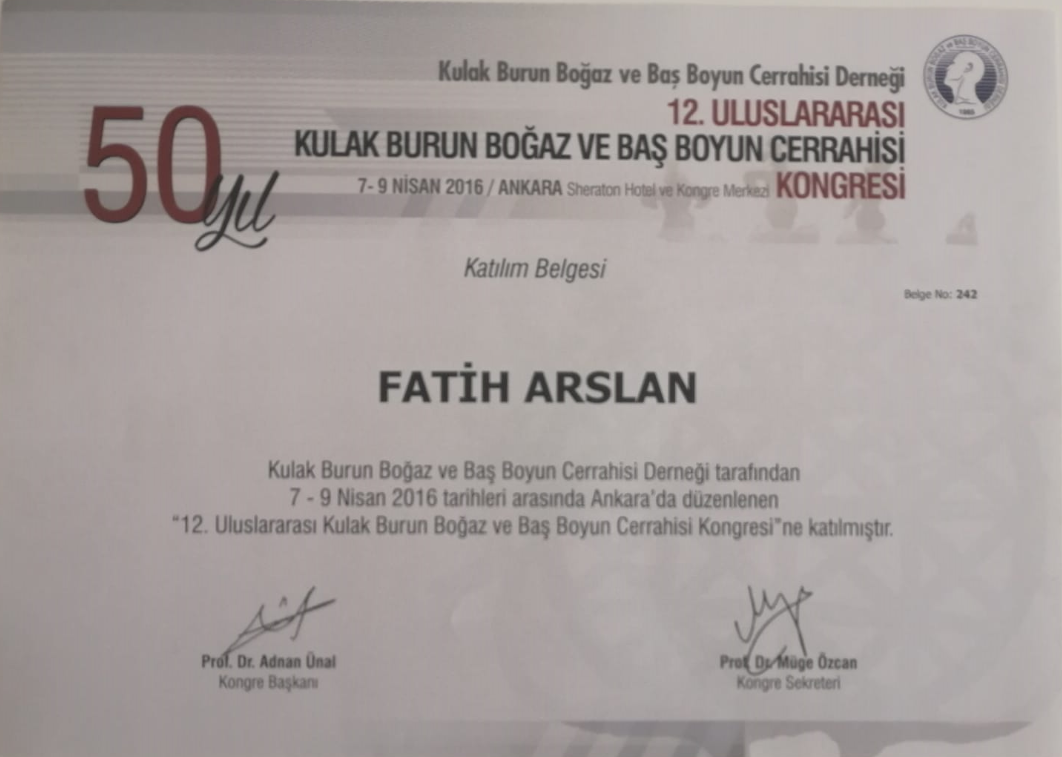 Kulak Burun Boğaz ve Baş Boyun Cerrahisi Derneği
12. ULUSLARARASI
KULAK BURUN BOĞAZ VE BAŞ BOYUN CERRAHİSİ
7- 9 NİSAN 2016 / ANKARA Sheraton Hotel ve Kongre Merkezi KONGRESİ
50 yıl
Katılım Belgesi
Belge No: 242
FATİH ARSLAN
Kulak Burun Boğaz ve Baş Boyun Cerrahisi Derneği tarafından
7 - 9 Nisan 2016 tarihleri arasında Ankara'da düzenlenen
"12. Uluslararası Kulak Burun Boğaz ve Baş Boyun Cerrahisi Kongresi"ne katılmıştır.
Prof. Dr. Adnan Ünal
Kongre Başkanı
Prof. Dr. Müge Özcan
Kongre Sekreteri